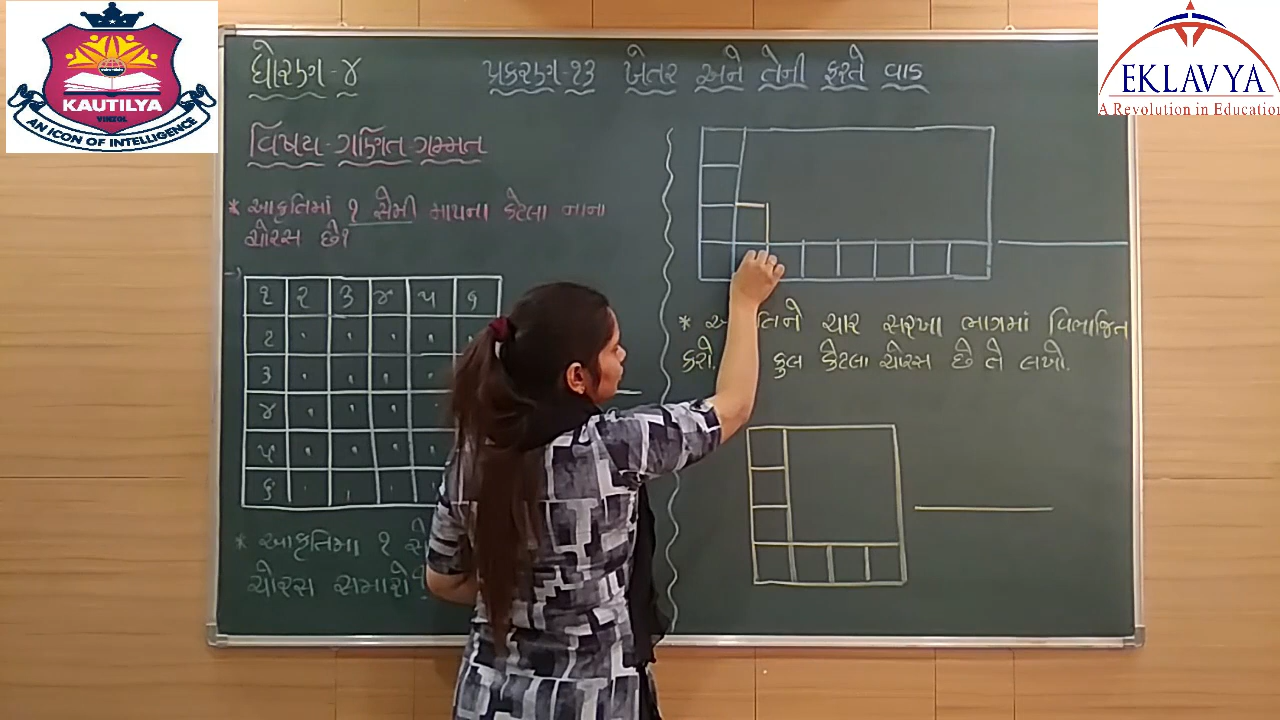 KAUTILYA
VINZOL
AN ICON OF INTELLIGENCE
EKLAVYA
A Revolution in Education
ધોરણ - ૪
પ્રકરણ - ૧૩ ખેતર અને તેની ફરતે વાડ
વિષય - ગણિત ગમ્મત
* આકૃતિમાં ૧ સેમી માપના કેટલા નાના
ચોરસ છે?
૧ ૨ ૩ ૪ ૫ ૬
૨
૩
૪
૫
૬
* આકૃતિમા ૧
ચોરસ સમાશે?
* ચાર સરખા ભાગમાં વિભાજિત
કરો. કુલ કેટલા ચોરસ છે તે લખો.